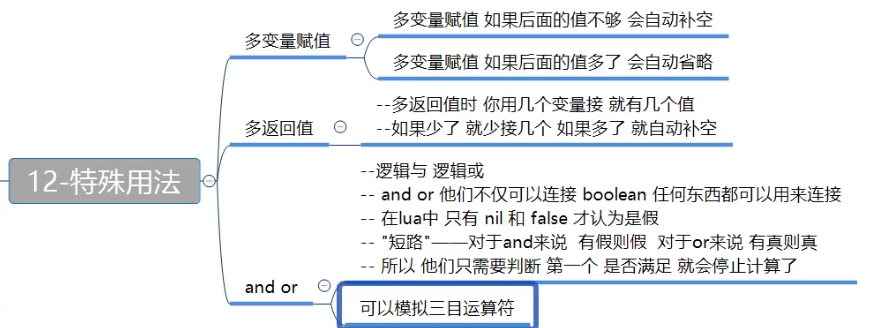 12-特殊用法
多变量赋值
多变量赋值 如果后面的值不够 会自动补空
多变量赋值 如果后面的值多了 会自动省略
多返回值
--多返回值时 你用几个变量接 就有几个值
--如果少了 就少接几个 如果多了 就自动补空
and or
--逻辑与 逻辑或
-- and or 他们不仅可以连接 boolean 任何东西都可以用来连接
-- 在lua中 只有 nil 和 false 才认为是假
-- "短路"——对于and来说 有假则假 对于or来说 有真则真
-- 所以 他们只需要判断 第一个 是否满足 就会停止计算了
可以模拟三目运算符